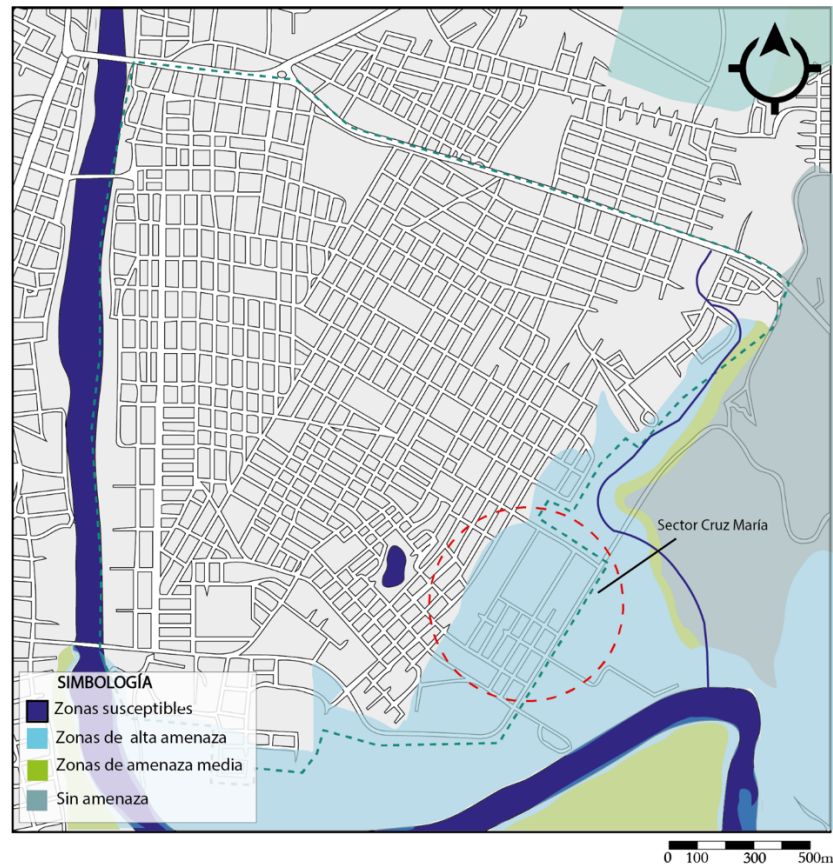 Sector Cruz María
SIMBOLOGÍA
Zonas susceptibles
Zonas de alta amenaza
Zonas de amenaza media
Sin amenaza
0 100 300 500m